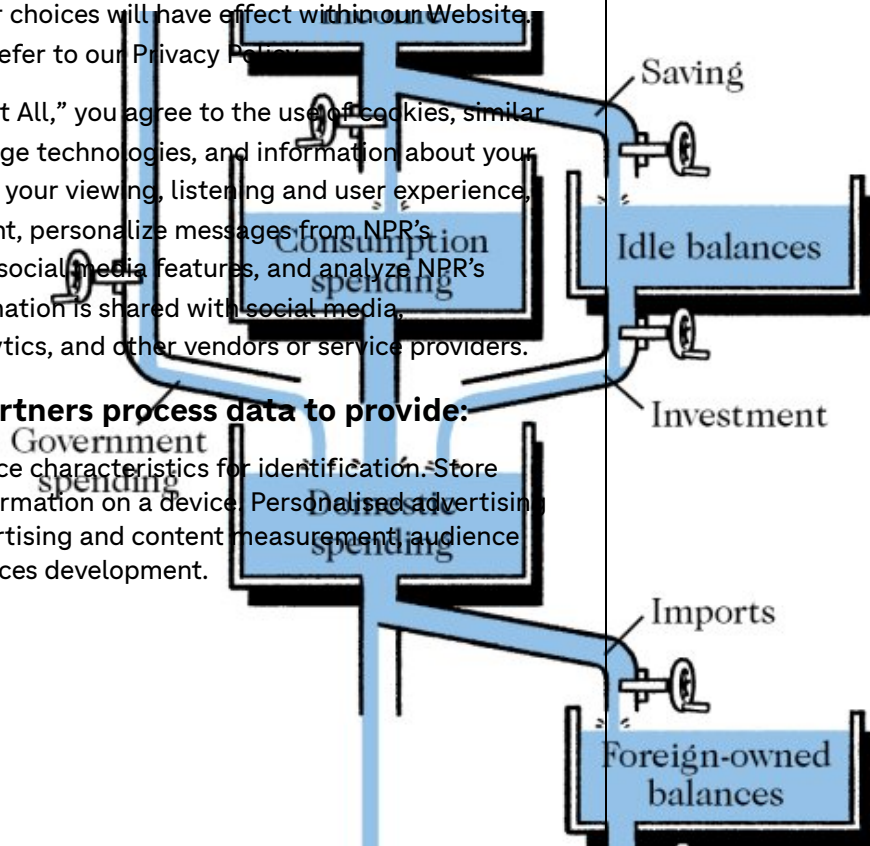 r choices will have effect within our Website.
efer to our Privacy Policy.
t All,” you agree to the use of cookies, similar
ge technologies, and information about your
your viewing, listening and user experience,
nt, personalize messages from NPR’s
social media features, and analyze NPR’s
mation is shared with social media,
ytics, and other vendors or service providers.
rtners process data to provide:
ce characteristics for identification. Store
rmation on a device. Personalised advertising
rtising and content measurement, audience
ces development.
income
Saving
Consumption
spending
Idle balances
Investment
Government
spending
Domestic
spending
Imports
Foreign-owned
balances